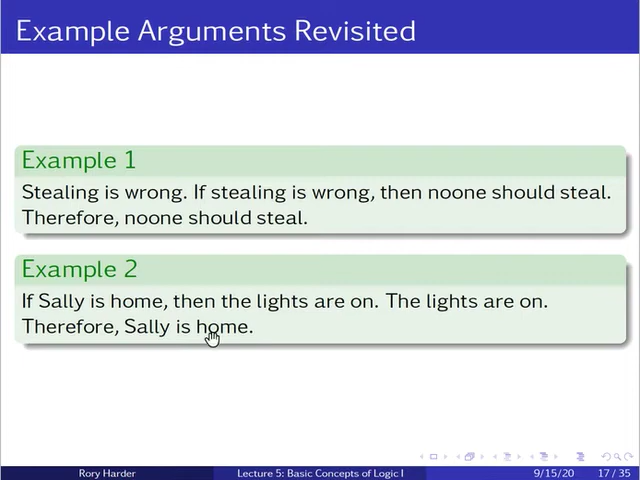 Example Arguments Revisited
Example 1
Stealing is wrong. If stealing is wrong, then noone should steal.
Therefore, noone should steal.
Example 2
If Sally is home, then the lights are on. The lights are on.
Therefore, Sally is home.
Rory Harder Lecture 5: Basic Concepts of Logic I 9/15/20 17 / 35